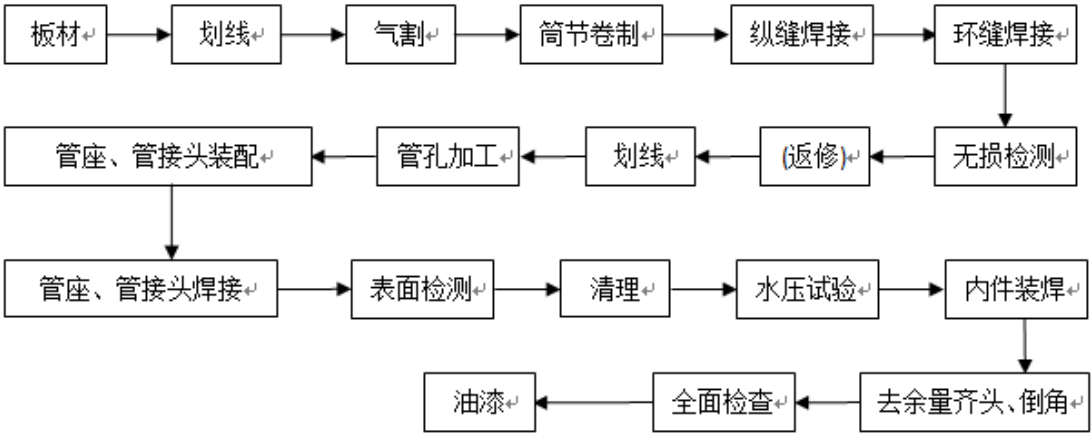 板材
划线
气割
筒节卷制
纵缝焊接
环缝焊接
无损检测
(返修)
划线
管孔加工
管座、管接头装配
管座、管接头焊接
表面检测
清理
水压试验
内件装焊
去余量齐头、倒角
全面检查
油漆